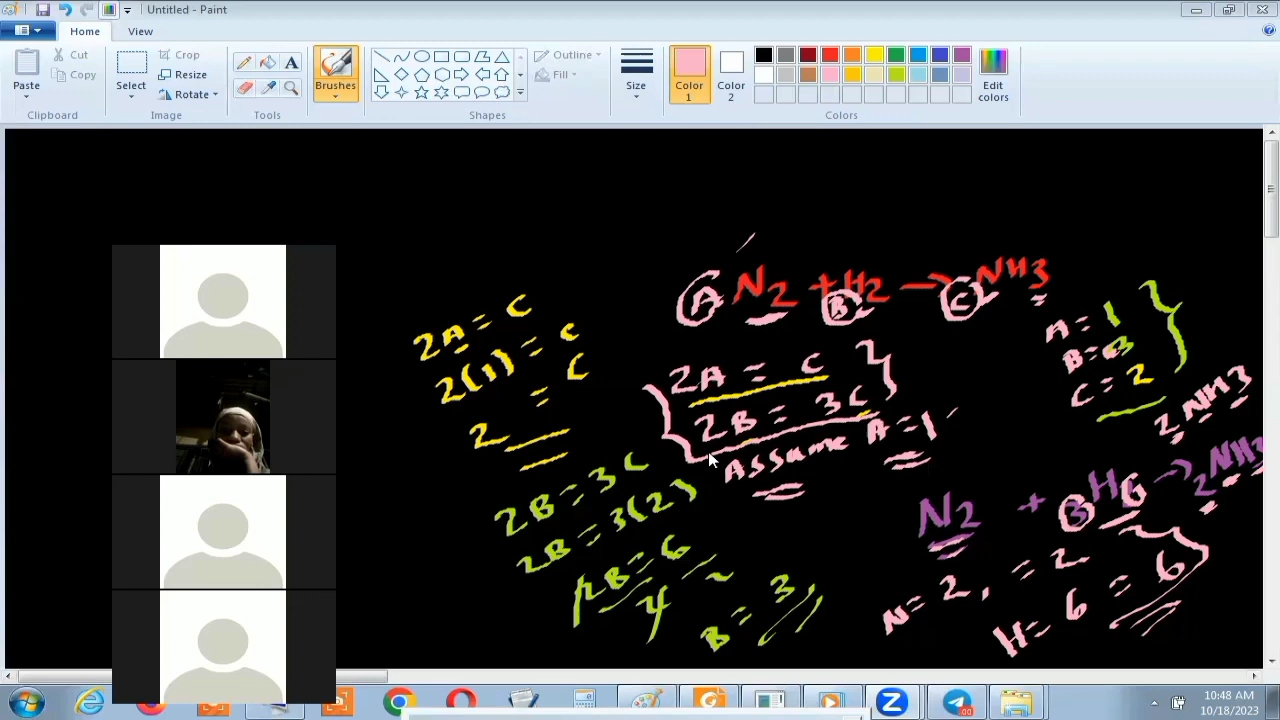 Untitled - Paint
Home
View
Cut
Copy
Paste
Clipboard
Crop
Resize
Rotate
Select
Image
Tools
Brushes
Outline
Fill
Shapes
Size
Color 1
Color 2
Edit colors
Colors
A N2 + B H2 → C NH3
2A = C
2(1) = C
2 = C
2A = C
2B = 3C
Assume A = 1
A = 1
B = 3
C = 2
2NH3
2B = 3C
2B = 3(2)
2B = 6
B = 3
N2 + 3H6 → 2NH3
N = 2, = 2
H = 6 = 6
10:48 AM
10/18/2023